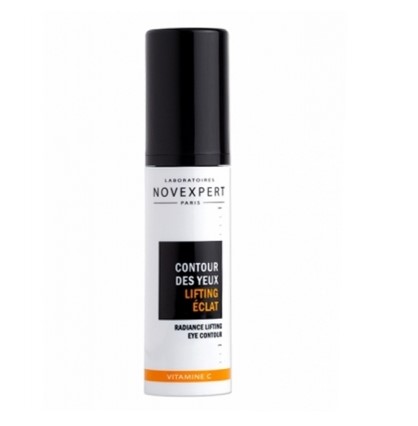 LABORATOIRES
NOVEXPERT
PARIS
CONTOUR
DES YEUX
LIFTING
ÉCLAT
RADIANCE LIFTING
EYE CONTOUR
VITAMINE C